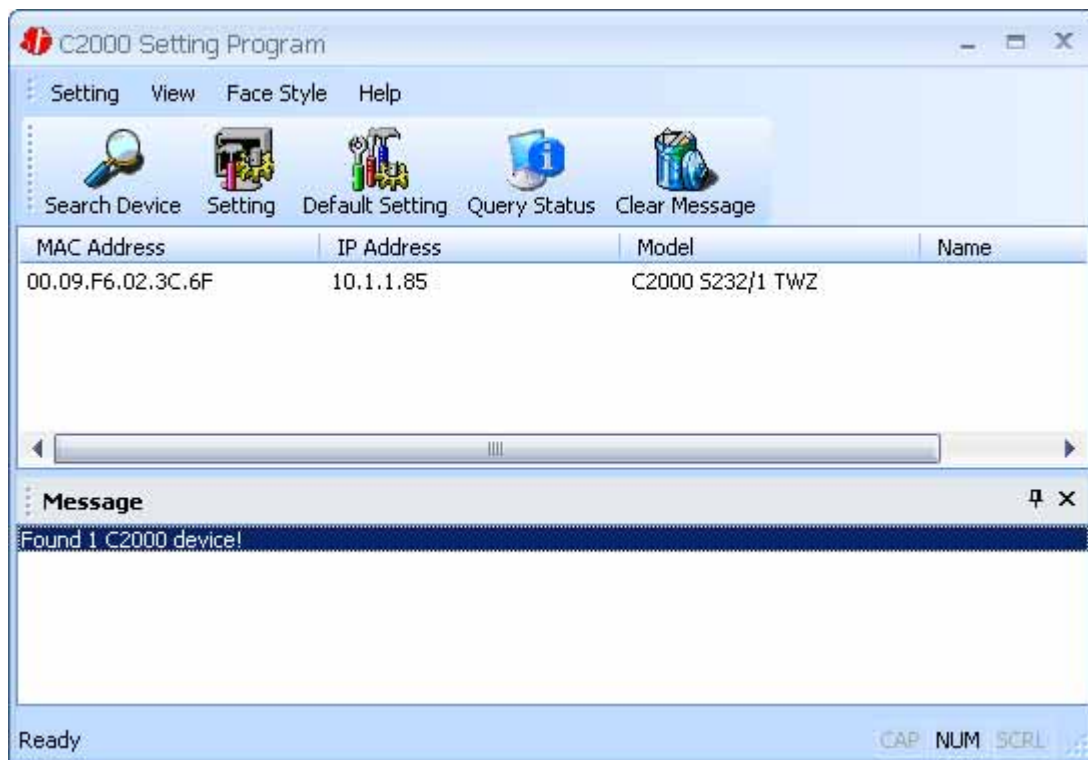 C2000 Setting Program
Setting View Face Style Help
Search Device Setting Default Setting Query Status Clear Message
MAC Address IP Address Model Name
00.09.F6.02.3C.6F 10.1.1.85 C2000 S232/1 TWZ
Message
Found 1 C2000 device!
Ready CAP NUM SCRL